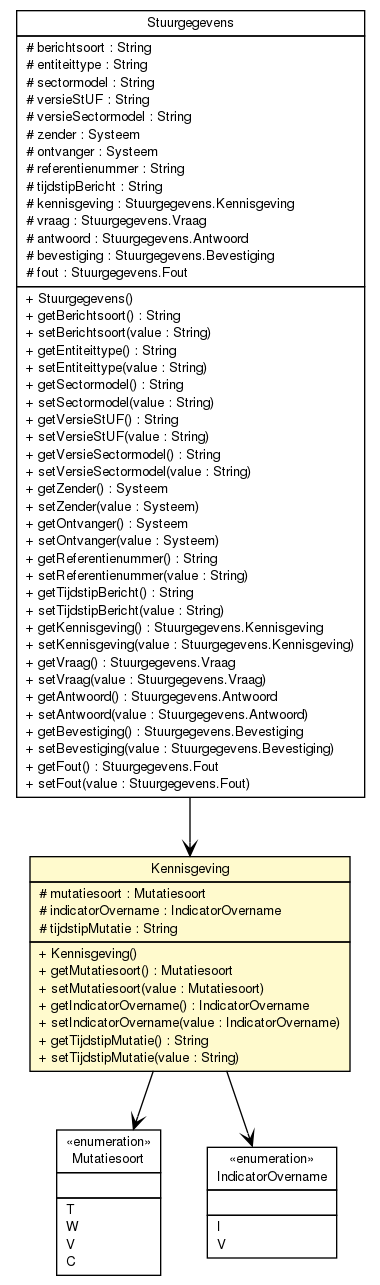 Stuurgegevens
# berichtsoort : String
# entiteittype : String
# sectormodel : String
# versieStUF : String
# versieSectormodel : String
# zender : Systeem
# ontvanger : Systeem
# referentienummer : String
# tijdstipBericht : String
# kennisgeving : Stuurgegevens.Kennisgeving
# vraag : Stuurgegevens.Vraag
# antwoord : Stuurgegevens.Antwoord
# bevestiging : Stuurgegevens.Bevestiging
# fout : Stuurgegevens.Fout
+ Stuurgegevens()
+ getBerichtsoort() : String
+ setBerichtsoort(value : String)
+ getEntiteittype() : String
+ setEntiteittype(value : String)
+ getSectormodel() : String
+ setSectormodel(value : String)
+ getVersieStUF() : String
+ setVersieStUF(value : String)
+ getVersieSectormodel() : String
+ setVersieSectormodel(value : String)
+ getZender() : Systeem
+ setZender(value : Systeem)
+ getOntvanger() : Systeem
+ setOntvanger(value : Systeem)
+ getReferentienummer() : String
+ setReferentienummer(value : String)
+ getTijdstipBericht() : String
+ setTijdstipBericht(value : String)
+ getKennisgeving() : Stuurgegevens.Kennisgeving
+ setKennisgeving(value : Stuurgegevens.Kennisgeving)
+ getVraag() : Stuurgegevens.Vraag
+ setVraag(value : Stuurgegevens.Vraag)
+ getAntwoord() : Stuurgegevens.Antwoord
+ setAntwoord(value : Stuurgegevens.Antwoord)
+ getBevestiging() : Stuurgegevens.Bevestiging
+ setBevestiging(value : Stuurgegevens.Bevestiging)
+ getFout() : Stuurgegevens.Fout
+ setFout(value : Stuurgegevens.Fout)
Kennisgeving
# mutatiesoort : Mutatiesoort
# indicatorOvername : IndicatorOvername
# tijdstipMutatie : String
+ Kennisgeving()
+ getMutatiesoort() : Mutatiesoort
+ setMutatiesoort(value : Mutatiesoort)
+ getIndicatorOvername() : IndicatorOvername
+ setIndicatorOvername(value : IndicatorOvername)
+ getTijdstipMutatie() : String
+ setTijdstipMutatie(value : String)
«enumeration»
Mutatiesoort
T
W
V
C
«enumeration»
IndicatorOvername
I
V